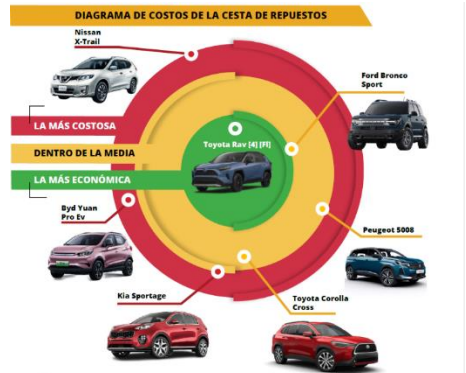 DIAGRAMA DE COSTOS DE LA CESTA DE REPUESTOS
Nissan
X-Trail
Ford Bronco
Sport
LA MÁS COSTOSA
Toyota Rav [4] [FI]
DENTRO DE LA MEDIA
LA MÁS ECONÓMICA
Byd Yuan
Pro Ev
Peugeot 5008
Kia Sportage
Toyota Corolla
Cross